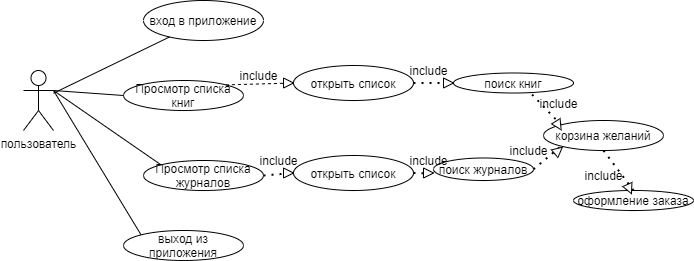 вход в приложение
include
include
Просмотр списка
книг
открыть список
поиск книг
include
пользователь
корзина желаний
include
include
include
Просмотр списка
журналов
открыть список
поиск журналов
include
оформление заказа
выход из
приложения